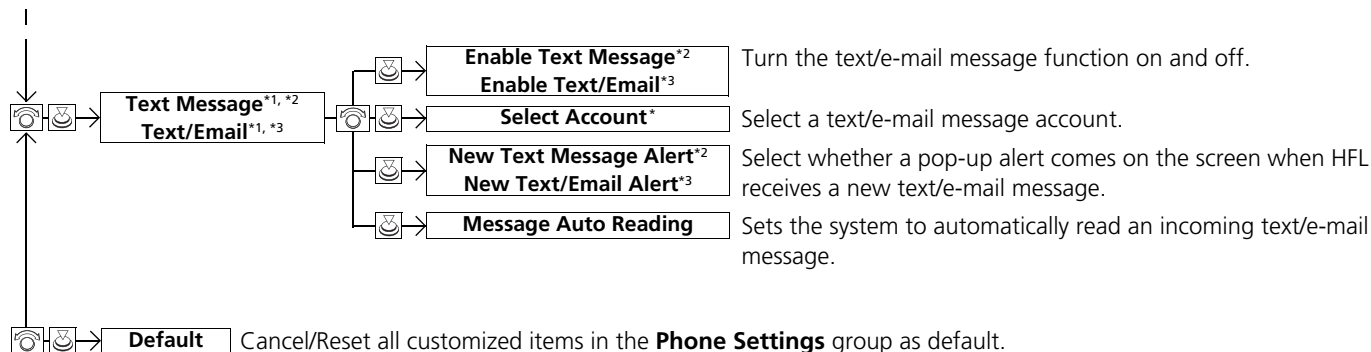 Enable Text Message*2
Enable Text/Email*3
Turn the text/e-mail message function on and off.
Text Message*1, *2
Text/Email*1, *3
Select Account*
Select a text/e-mail message account.
New Text Message Alert*2
New Text/Email Alert*3
Select whether a pop-up alert comes on the screen when HFL
receives a new text/e-mail message.
Message Auto Reading
Sets the system to automatically read an incoming text/e-mail
message.
Default
Cancel/Reset all customized items in the Phone Settings group as default.